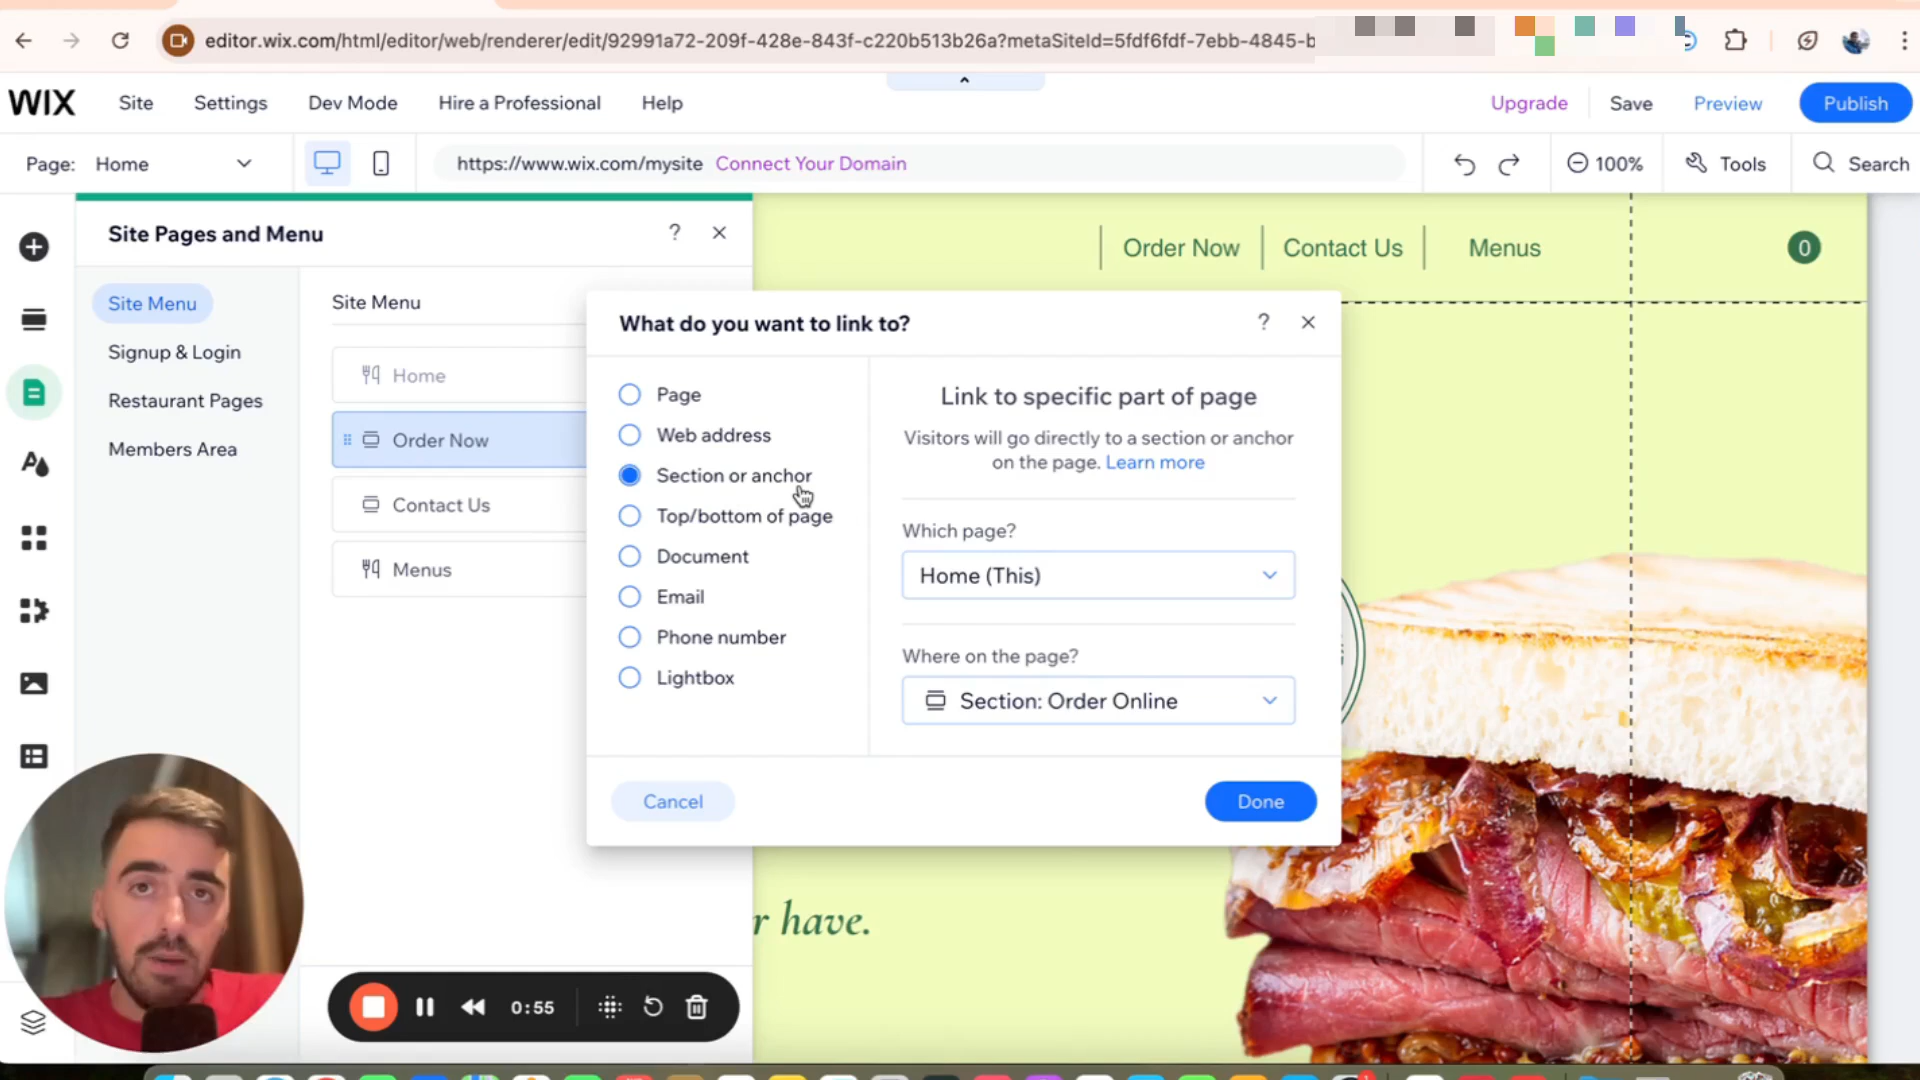 editor.wix.com/html/editor/web/renderer/edit/92991a72-209f-428e-843f-c220b513b26a?metaSiteId=5fdf6fdf-7ebb-4845-b
WIX Site Settings Dev Mode Hire a Professional Help Upgrade Save Preview Publish
Page: Home https://www.wix.com/mysite Connect Your Domain 100% Tools Search
Site Pages and Menu ?
Order Now Contact Us Menus 0
Site Menu
Signup & Login
Restaurant Pages
Members Area
Site Menu
Home
Order Now
Contact Us
Menus
What do you want to link to? ?
Page
Web address
Section or anchor
Top/bottom of page
Document
Email
Phone number
Lightbox
Link to specific part of page
Visitors will go directly to a section or anchor
on the page. Learn more
Which page?
Home (This)
Where on the page?
Section: Order Online
Cancel Done
r have.
0:55